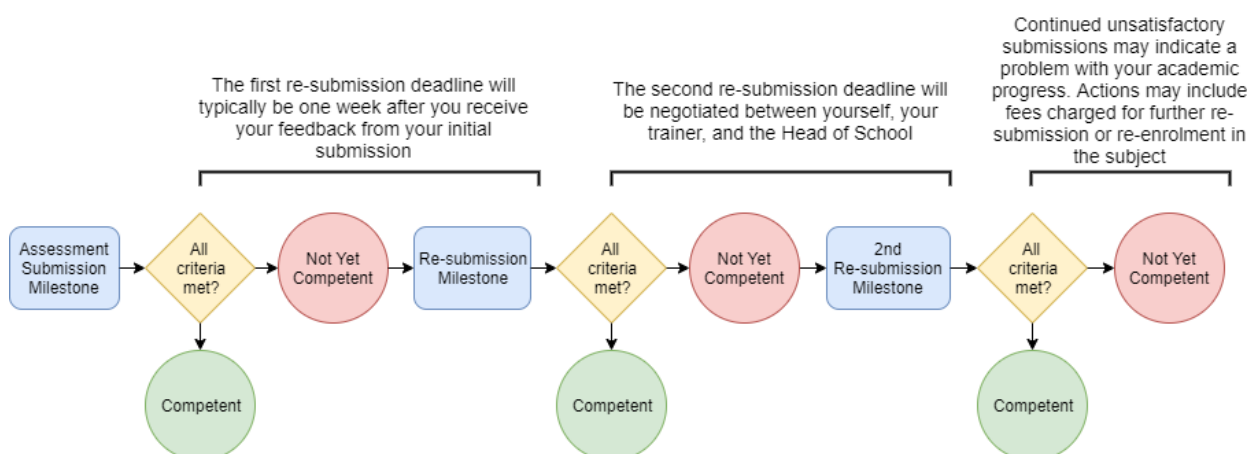 The first re-submission deadline will
typically be one week after you receive
your feedback from your initial
submission
The second re-submission deadline will
be negotiated between yourself, your
trainer, and the Head of School
Continued unsatisfactory
submissions may indicate a
problem with your academic
progress. Actions may include
fees charged for further re-
submission or re-enrolment in
the subject
Assessment
Submission
Milestone
All
criteria
met?
Not Yet
Competent
Re-submission
Milestone
All
criteria
met?
Not Yet
Competent
2nd
Re-submission
Milestone
All
criteria
met?
Not Yet
Competent
Competent
Competent
Competent